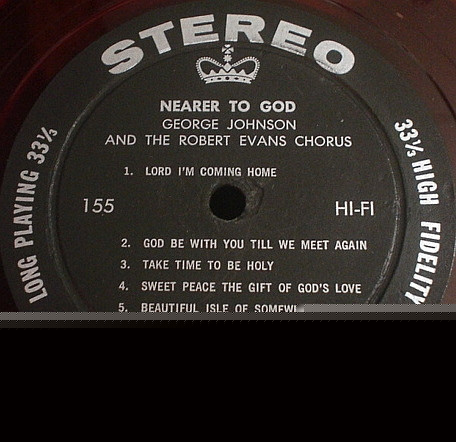 STEREO
NEARER TO GOD
GEORGE JOHNSON
AND THE ROBERT EVANS CHORUS
1. LORD I'M COMING HOME
155
HI-FI
2. GOD BE WITH YOU TILL WE MEET AGAIN
3. TAKE TIME TO BE HOLY
4. SWEET PEACE THE GIFT OF GOD'S LOVE
5. BEAUTIFUL ISLE OF
LONG PLAYING 33⅓
33⅓ HIGH FIDELITY